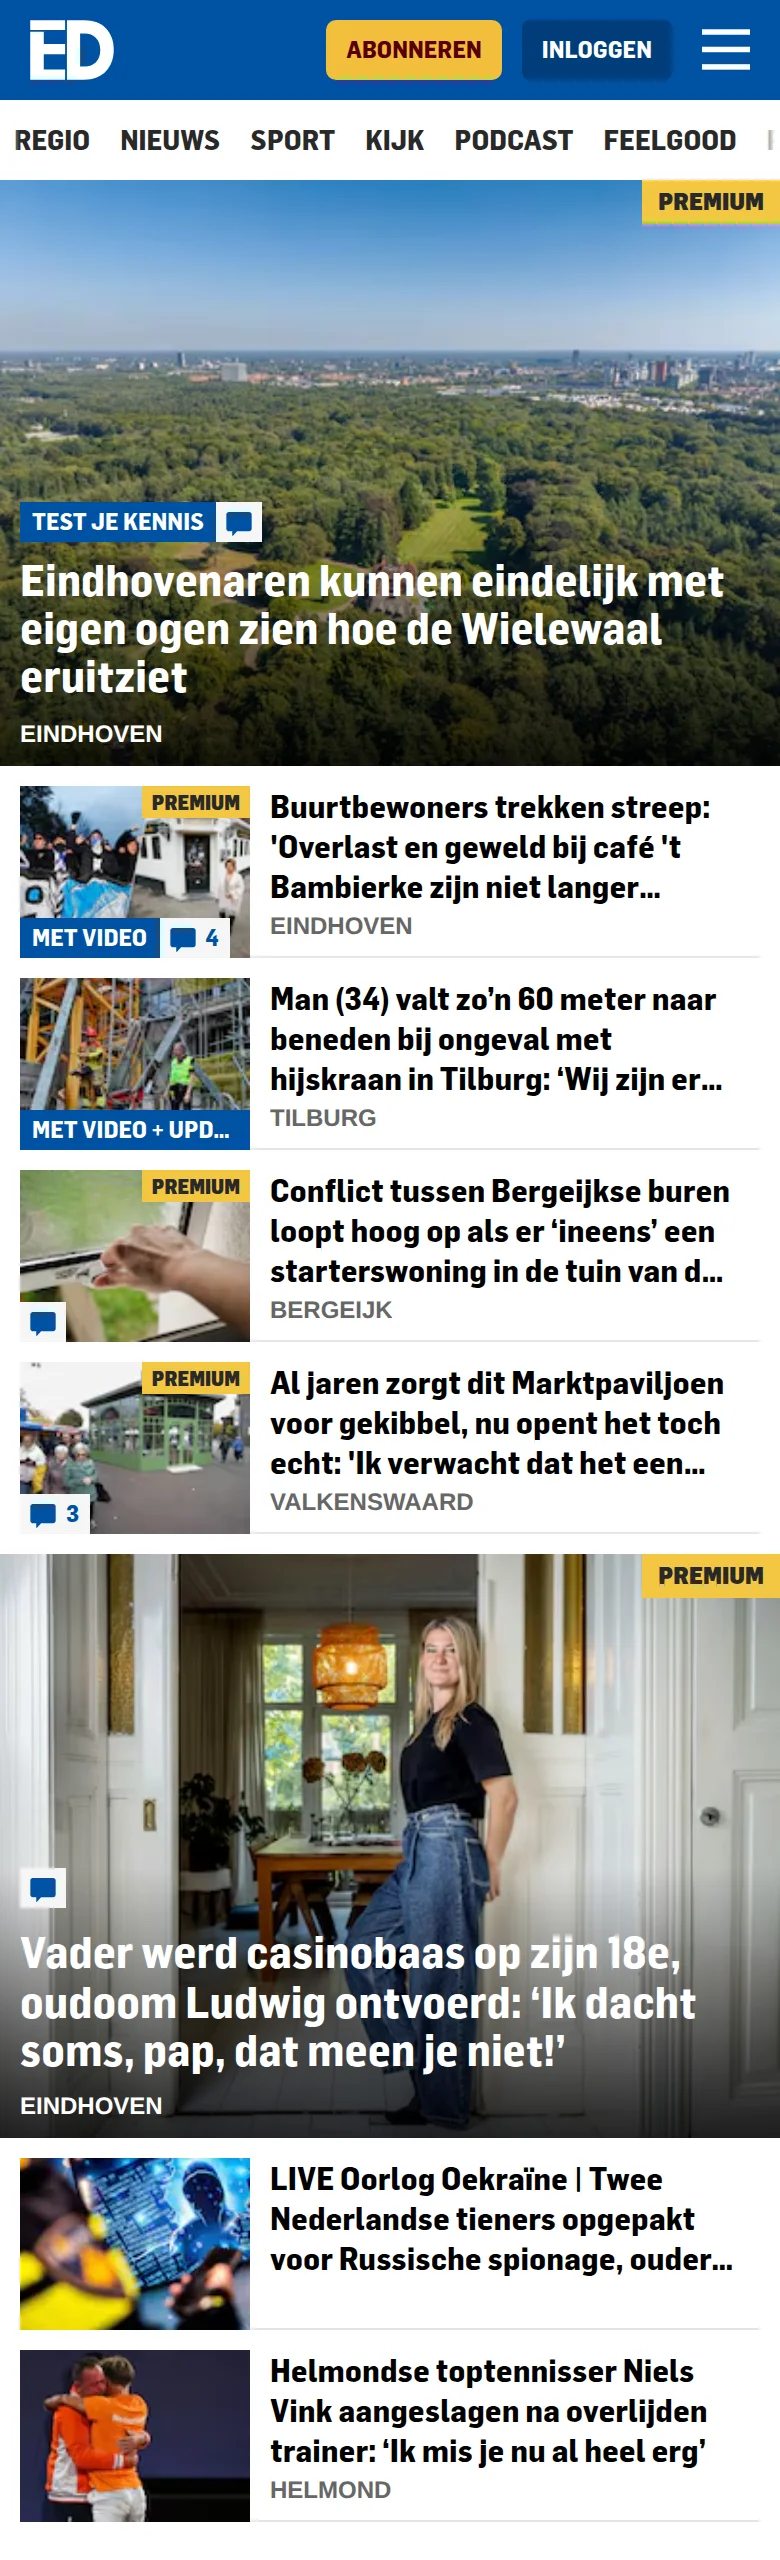 ED
ABONNEREN
INLOGGEN
REGIO NIEUWS SPORT KIJK PODCAST FEELGOOD
PREMIUM
TEST JE KENNIS
Eindhovenaren kunnen eindelijk met
eigen ogen zien hoe de Wielewaal
eruitziet
EINDHOVEN
PREMIUM
MET VIDEO
4
Buurtbewoners trekken streep:
'Overlast en geweld bij café 't
Bambierke zijn niet langer...
EINDHOVEN
MET VIDEO + UPD...
Man (34) valt zo’n 60 meter naar
beneden bij ongeval met
hijskraan in Tilburg: ‘Wij zijn er...
TILBURG
PREMIUM
Conflict tussen Bergeijkse buren
loopt hoog op als er ‘ineens’ een
starterswoning in de tuin van d...
BERGEIJK
PREMIUM
3
Al jaren zorgt dit Marktpaviljoen
voor gekibbel, nu opent het toch
echt: 'Ik verwacht dat het een...
VALKENSWAARD
PREMIUM
Vader werd casinobaas op zijn 18e,
oudoom Ludwig ontvoerd: ‘Ik dacht
soms, pap, dat meen je niet!’
EINDHOVEN
LIVE Oorlog Oekraïne | Twee
Nederlandse tieners opgepakt
voor Russische spionage, ouder...
Helmondse toptennisser Niels
Vink aangeslagen na overlijden
trainer: ‘Ik mis je nu al heel erg’
HELMOND